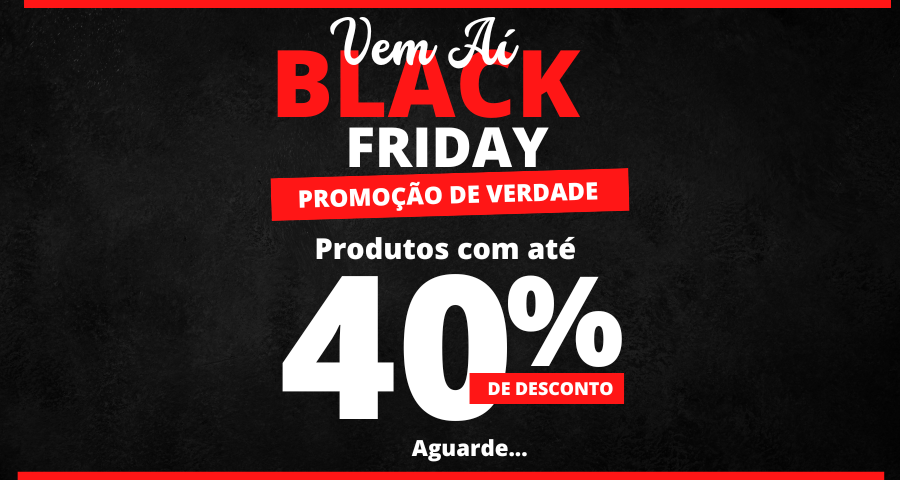 Vem Aí
BLACK
FRIDAY
PROMOÇÃO DE VERDADE
Produtos com até
40%
DE DESCONTO
Aguarde...